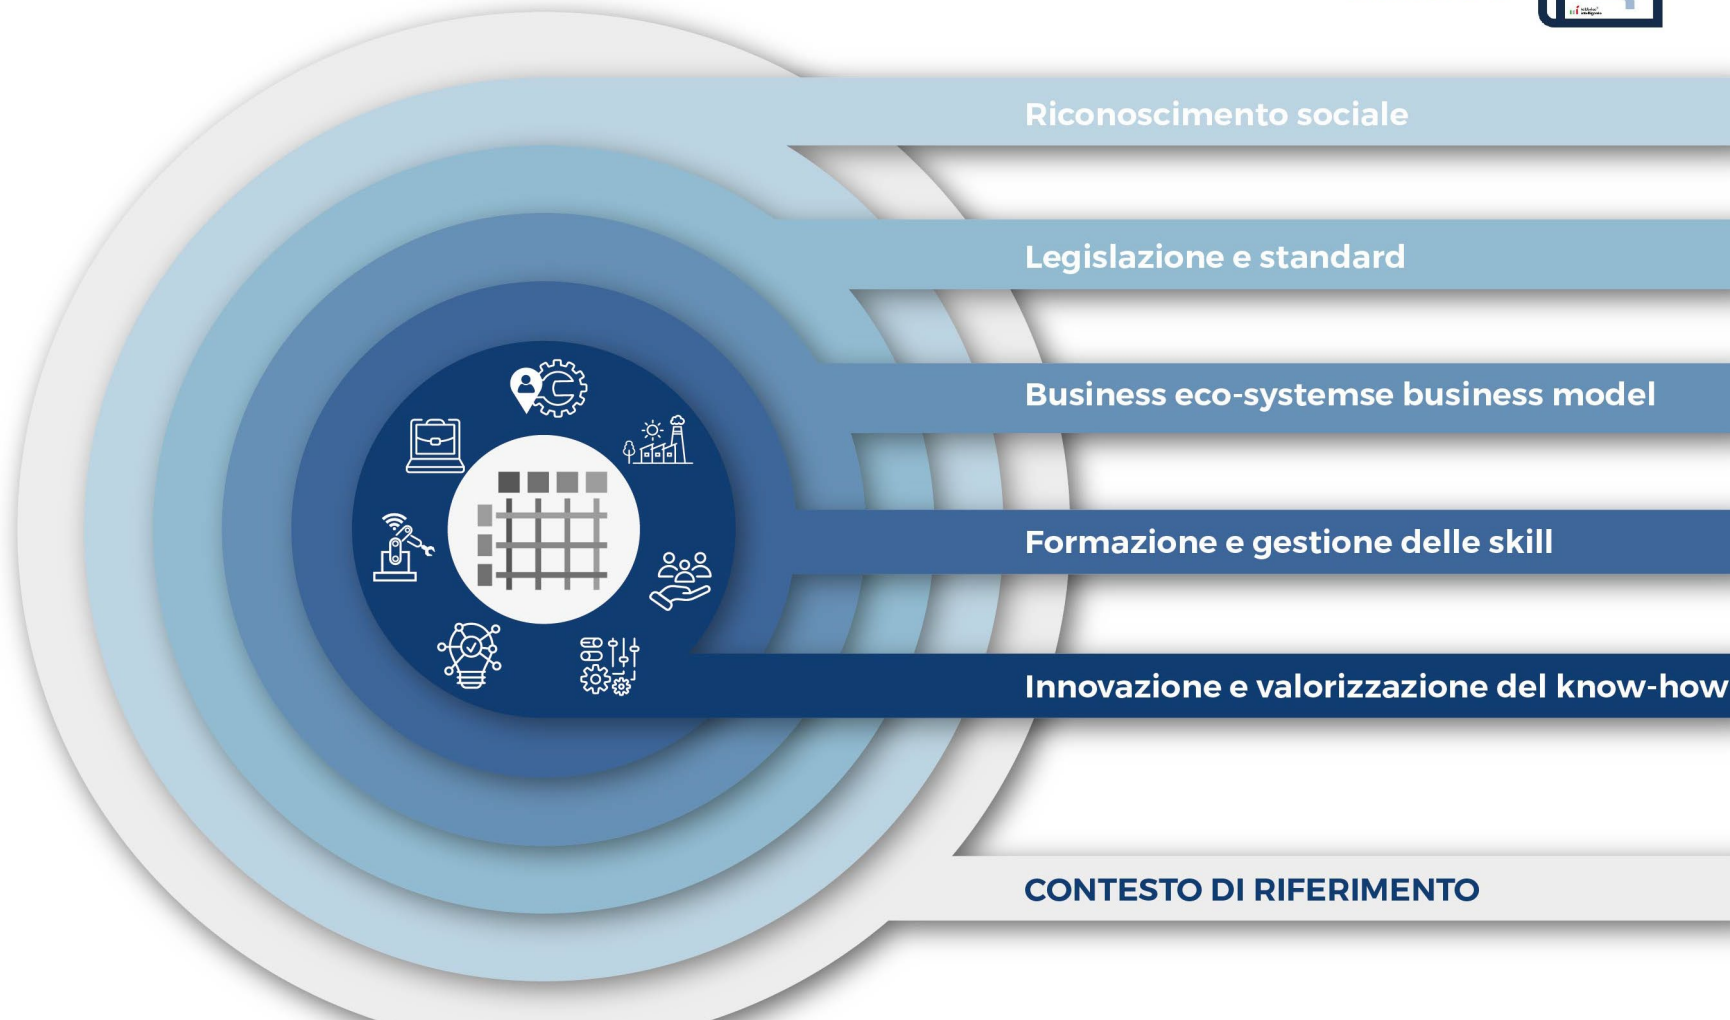 Riconoscimento sociale
Legislazione e standard
Business eco-systemse business model
Formazione e gestione delle skill
Innovazione e valorizzazione del know-how
CONTESTO DI RIFERIMENTO